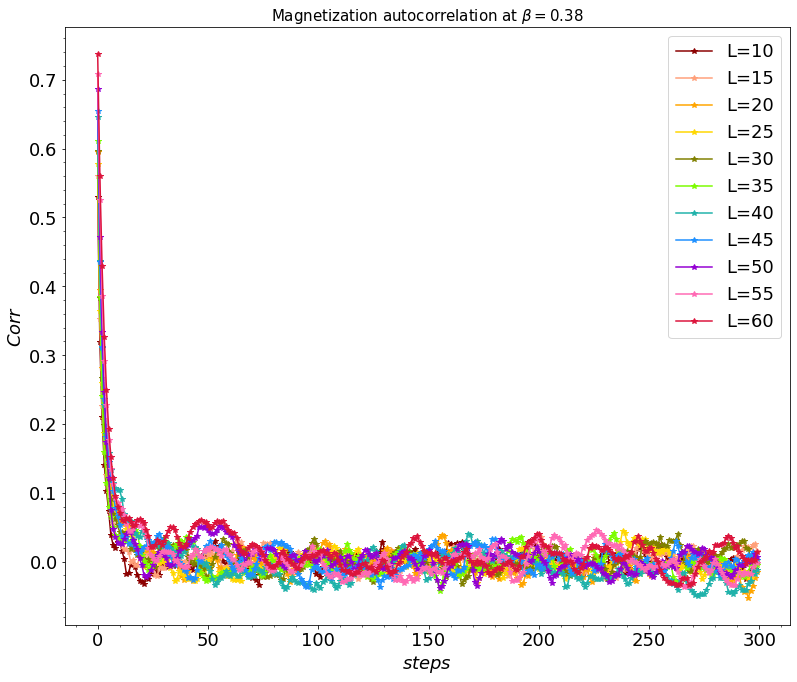 Magnetization autocorrelation at β = 0.38
L=10
L=15
L=20
L=25
L=30
L=35
L=40
L=45
L=50
L=55
L=60
Corr
0.7
0.6
0.5
0.4
0.3
0.2
0.1
0.0
0 50 100 150 200 250 300
steps